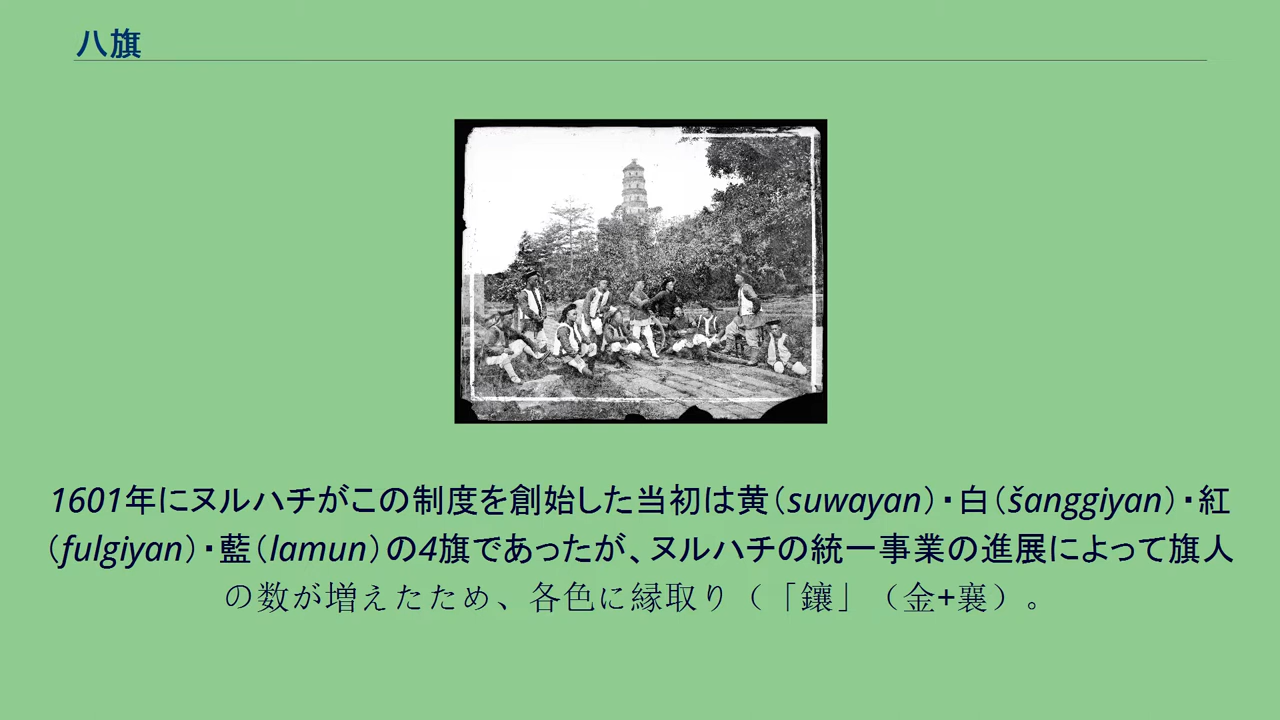 八旗
1601年にヌルハチがこの制度を創始した当初は黄（suwayan）・白（šanggiyan）・紅
（fulgiyan）・藍（lamun）の4旗であったが、ヌルハチの統一事業の進展によって旗人
の数が増えたため、各色に縁取り（「鑲」（金+襄）。